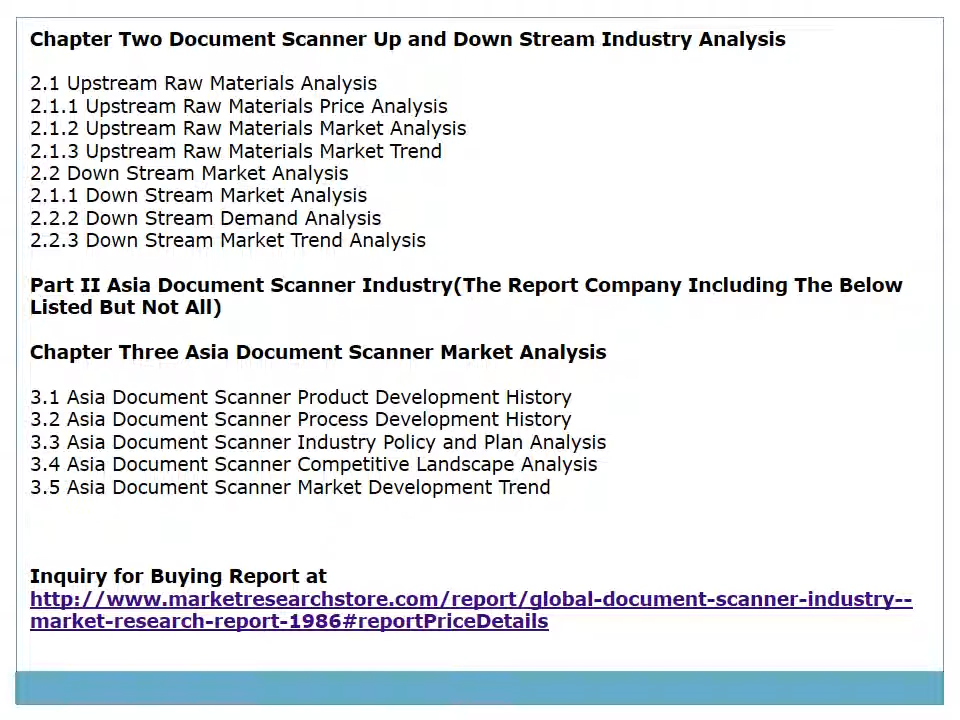 Chapter Two Document Scanner Up and Down Stream Industry Analysis
2.1 Upstream Raw Materials Analysis
2.1.1 Upstream Raw Materials Price Analysis
2.1.2 Upstream Raw Materials Market Analysis
2.1.3 Upstream Raw Materials Market Trend
2.2 Down Stream Market Analysis
2.1.1 Down Stream Market Analysis
2.2.2 Down Stream Demand Analysis
2.2.3 Down Stream Market Trend Analysis
Part II Asia Document Scanner Industry(The Report Company Including The Below
Listed But Not All)
Chapter Three Asia Document Scanner Market Analysis
3.1 Asia Document Scanner Product Development History
3.2 Asia Document Scanner Process Development History
3.3 Asia Document Scanner Industry Policy and Plan Analysis
3.4 Asia Document Scanner Competitive Landscape Analysis
3.5 Asia Document Scanner Market Development Trend
Inquiry for Buying Report at
http://www.marketresearchstore.com/report/global-document-scanner-industry--
market-research-report-1986#reportPriceDetails